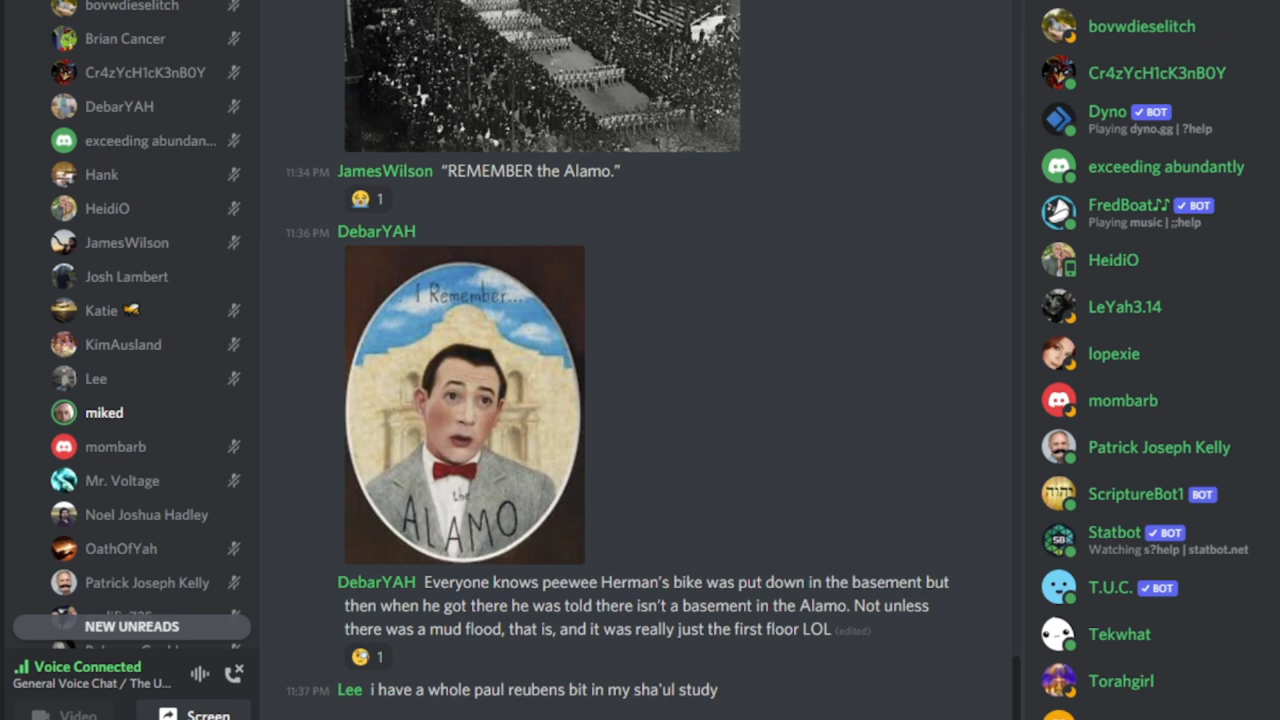 bovwdieselitch
Brian Cancer
Cr4zYcH1cK3nB0Y
DebarYAH
exceeding abundan...
Hank
HeidiO
JamesWilson
Josh Lambert
Katie
KimAusland
Lee
miked
mombarb
Mr. Voltage
Noel Joshua Hadley
OathOfYah
Patrick Joseph Kelly
NEW UNREADS
Voice Connected
General Voice Chat / The U...
Video
Screen
11:34 PM JamesWilson “REMEMBER the Alamo.”
1
11:36 PM DebarYAH
I Remember...
the
ALAMO
DebarYAH Everyone knows peewee Herman's bike was put down in the basement but
then when he got there he was told there isn't a basement in the Alamo. Not unless
there was a mud flood, that is, and it was really just the first floor LOL (edited)
1
11:37 PM Lee i have a whole paul reubens bit in my sha'ul study
bovwdieselitch
Cr4zYcH1cK3nB0Y
Dyno ✓ BOT
Playing dyno.gg | ?help
exceeding abundantly
FredBoat♪♪ ✓ BOT
Playing music | ;;help
HeidiO
LeYah3.14
lopexie
mombarb
Patrick Joseph Kelly
יהוה
ScriptureBot1 BOT
SB
Statbot ✓ BOT
Watching s?help | statbot.net
T.U.C. ✓ BOT
Tekwhat
Torahgirl